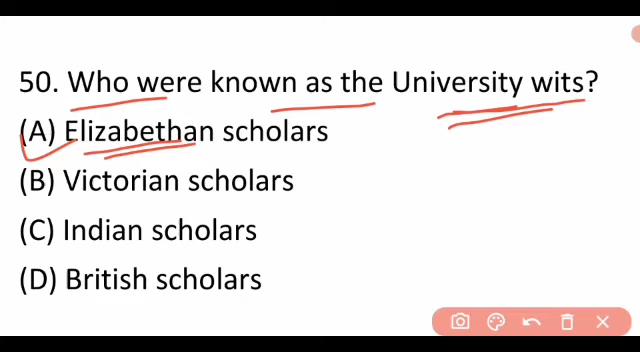 50. Who were known as the University wits?
(A) Elizabethan scholars
(B) Victorian scholars
(C) Indian scholars
(D) British scholars